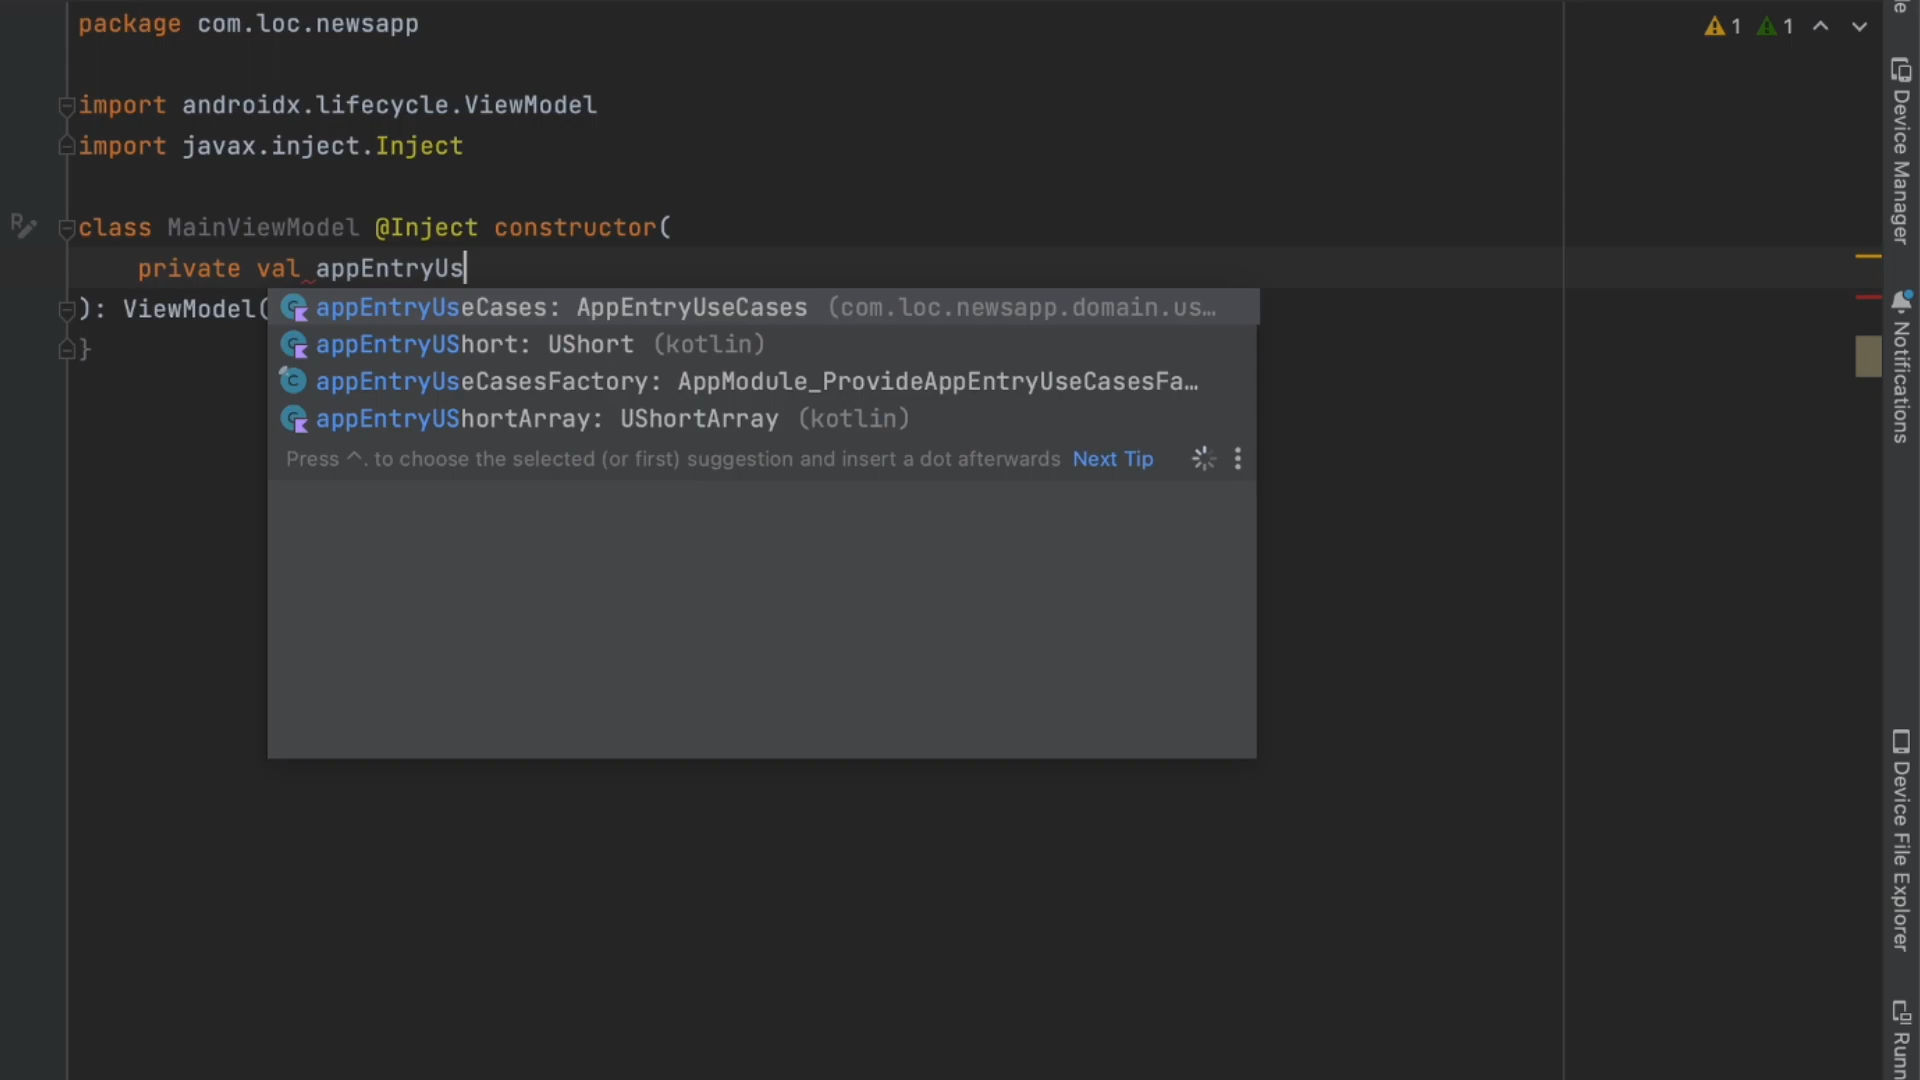 package com.loc.newsapp
1 1
import androidx.lifecycle.ViewModel
import javax.inject.Inject
class MainViewModel @Inject constructor(
private val appEntryUs
): ViewModel(
}
appEntryUseCases: AppEntryUseCases (com.loc.newsapp.domain.us…
appEntryUShort: UShort (kotlin)
appEntryUseCasesFactory: AppModule_ProvideAppEntryUseCasesFa…
appEntryUShortArray: UShortArray (kotlin)
Press ^. to choose the selected (or first) suggestion and insert a dot afterwards Next Tip
Device Manager
Notifications
Device File Explorer